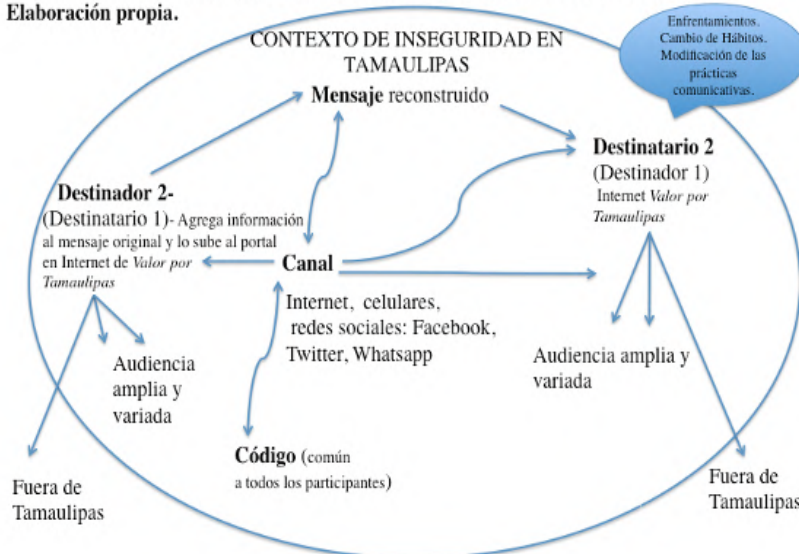 Elaboración propia.
CONTEXTO DE INSEGURIDAD EN
TAMAULIPAS
Mensaje reconstruido
Enfrentamientos.
Cambio de Hábitos.
Modificación de las
prácticas
comunicativas.
Destinatario 2
(Destinador 1)
Internet Valor por
Tamaulipas
Destinador 2-
(Destinatario 1)- Agrega información
al mensaje original y lo sube al portal
en Internet de Valor por
Tamaulipas
Canal
Internet, celulares,
redes sociales: Facebook,
Twitter, Whatsapp
Audiencia amplia y
variada
Audiencia
amplia y
variada
Código (común
a todos los participantes)
Fuera de
Tamaulipas
Fuera de
Tamaulipas